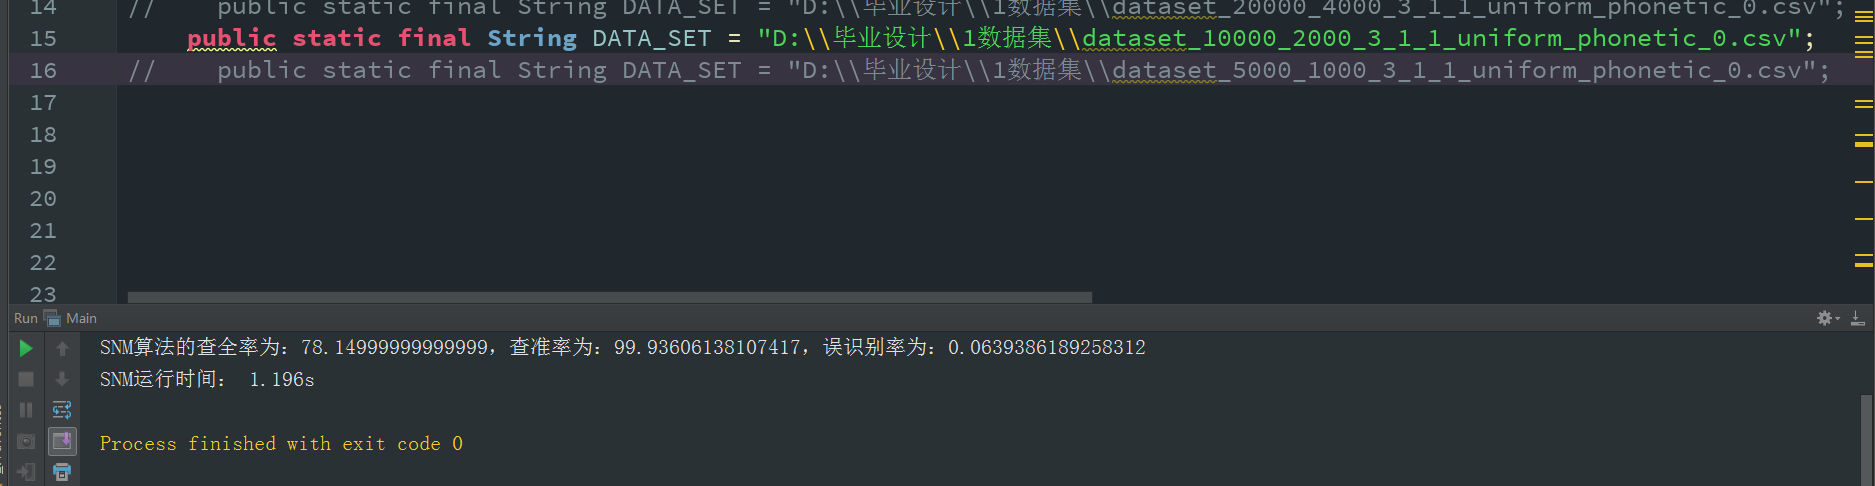 14 //    public static final String DATA_SET = "D:\\毕业设计\\1数据集\\dataset_20000_4000_3_1_1_uniform_phonetic_0.csv";
15     public static final String DATA_SET = "D:\\毕业设计\\1数据集\\dataset_10000_2000_3_1_1_uniform_phonetic_0.csv";
16 //    public static final String DATA_SET = "D:\\毕业设计\\1数据集\\dataset_5000_1000_3_1_1_uniform_phonetic_0.csv";
17
18
19
20
21
22
23
Run Main
SNM算法的查全率为：78.14999999999999，查准率为：99.93606138107417，误识别率为：0.0639386189258312
SNM运行时间： 1.196s
Process finished with exit code 0